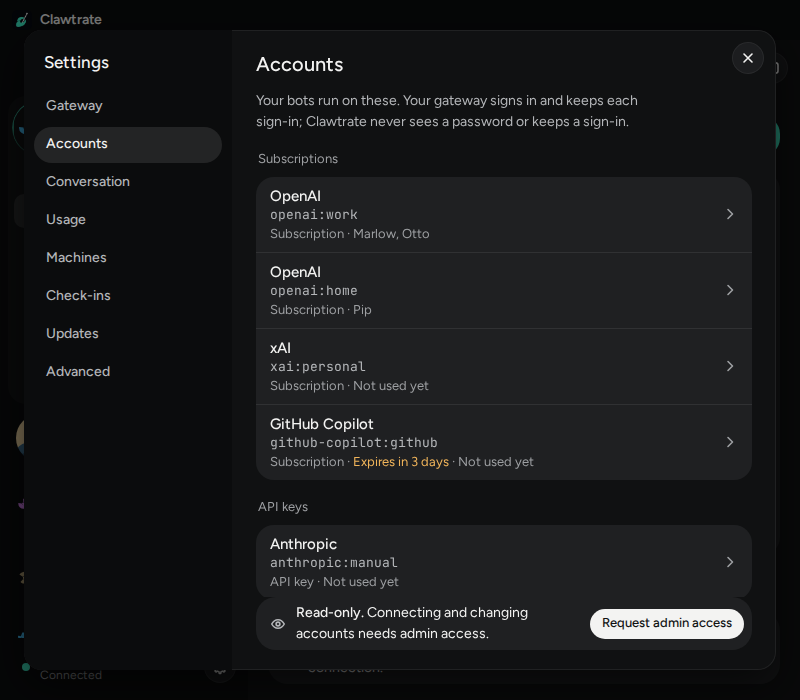 Clawtrate
Settings
Gateway
Accounts
Conversation
Usage
Machines
Check-ins
Updates
Advanced
Connected
Accounts
Your bots run on these. Your gateway signs in and keeps each
sign-in; Clawtrate never sees a password or keeps a sign-in.
Subscriptions
OpenAI
openai:work
Subscription · Marlow, Otto
OpenAI
openai:home
Subscription · Pip
xAI
xai:personal
Subscription · Not used yet
GitHub Copilot
github-copilot:github
Subscription · Expires in 3 days · Not used yet
API keys
Anthropic
anthropic:manual
API key · Not used yet
Read-only. Connecting and changing
accounts needs admin access.
Request admin access